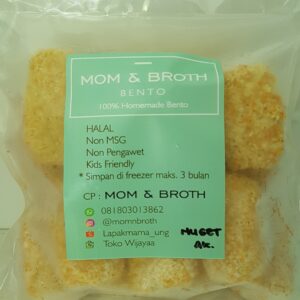 MOM & BROTH
BENTO
100% Homemade Bento
HALAL
Non MSG
Non Pengawet
Kids Friendly
* Simpan di freezer maks. 3 bulan
CP : MOM & BROTH
081803013862
@momnbroth
Lapakmama_ung
Toko Wijayaa
NUGET
AK.